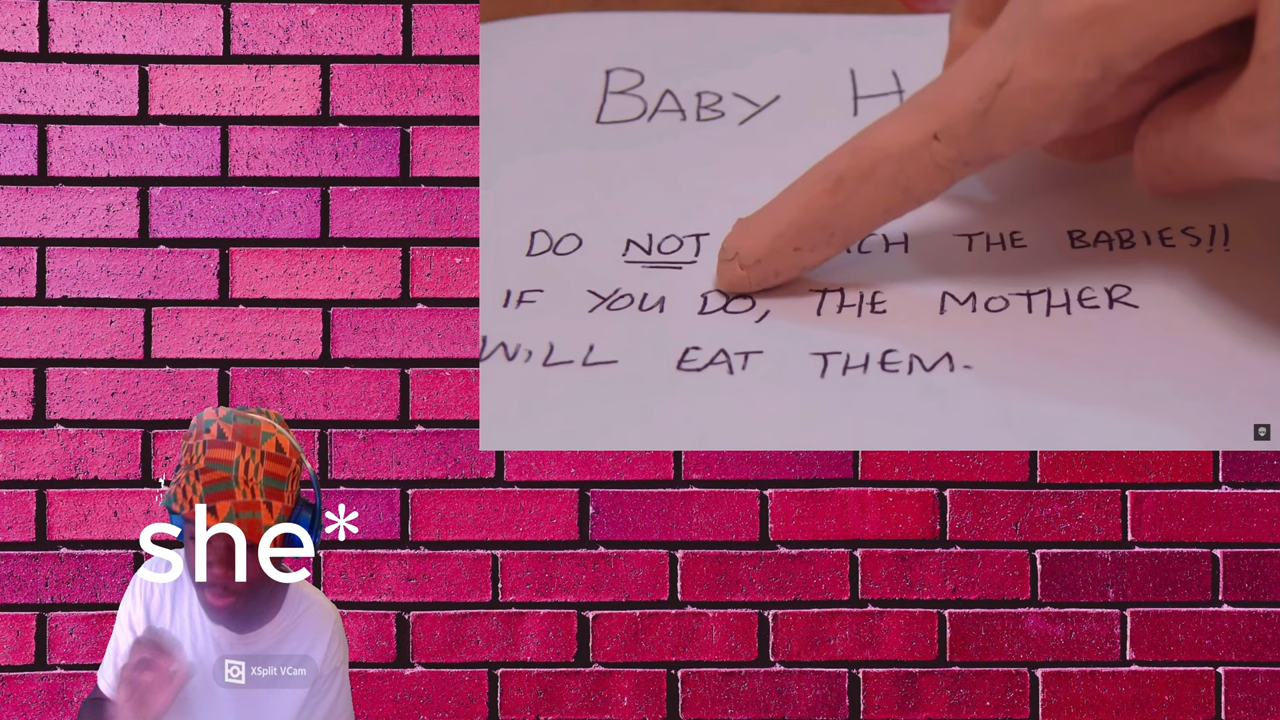 BABY H
DO NOT THE BABIES!!
IF YOU DO, THE MOTHER
WILL EAT THEM.
she*
XSplit VCam